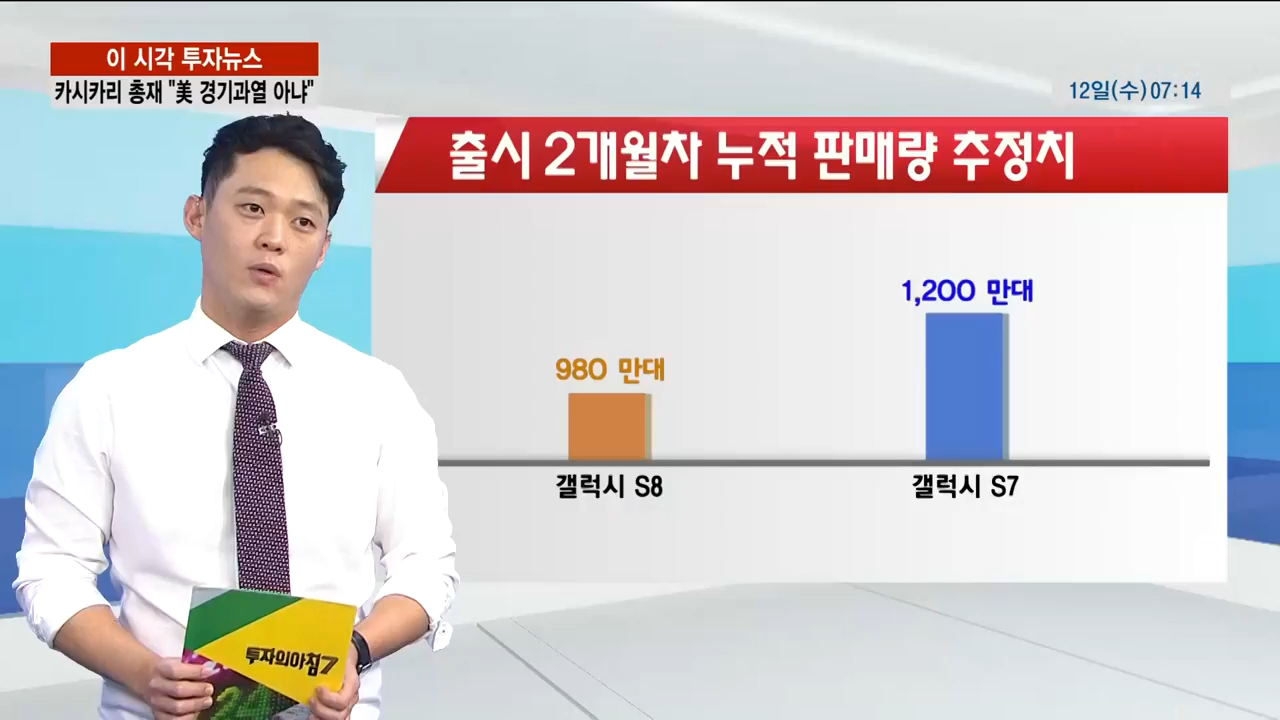 이 시각 투자뉴스
카시카리 총재 "美 경기과열 아냐"
12일(수) 07:14
출시 2개월차 누적 판매량 추정치
1,200 만대
980 만대
갤럭시 S8
갤럭시 S7
투자의아침7